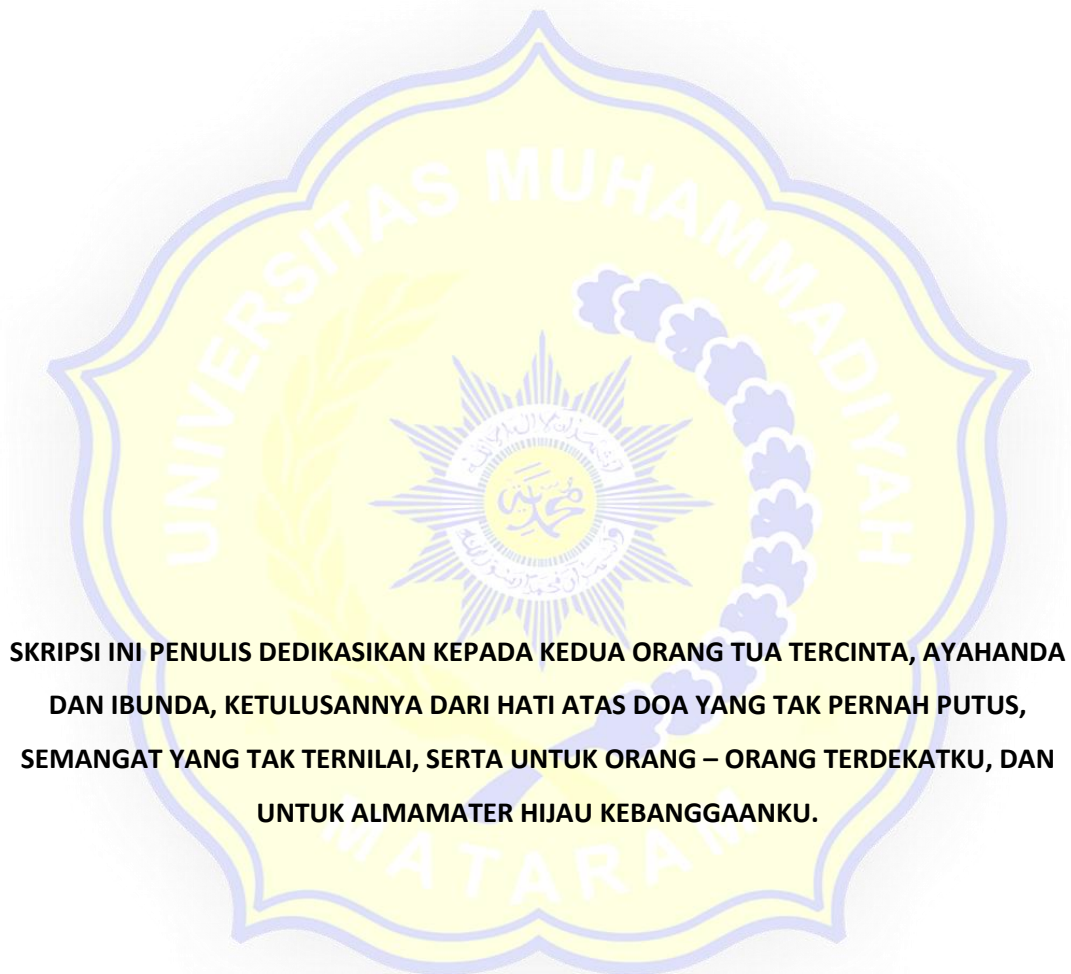 UNIVERSITAS MUHAMMADIYAH
SKRIPSI INI PENULIS DEDIKASIKAN KEPADA KEDUA ORANG TUA TERCINTA, AYAHANDA
DAN IBUNDA, KETULUSANNYA DARI HATI ATAS DOA YANG TAK PERNAH PUTUS,
SEMANGAT YANG TAK TERNILAI, SERTA UNTUK ORANG – ORANG TERDEKATKU, DAN
UNTUK ALMAMATER HIJAU KEBANGGAANKU.
MATARAM